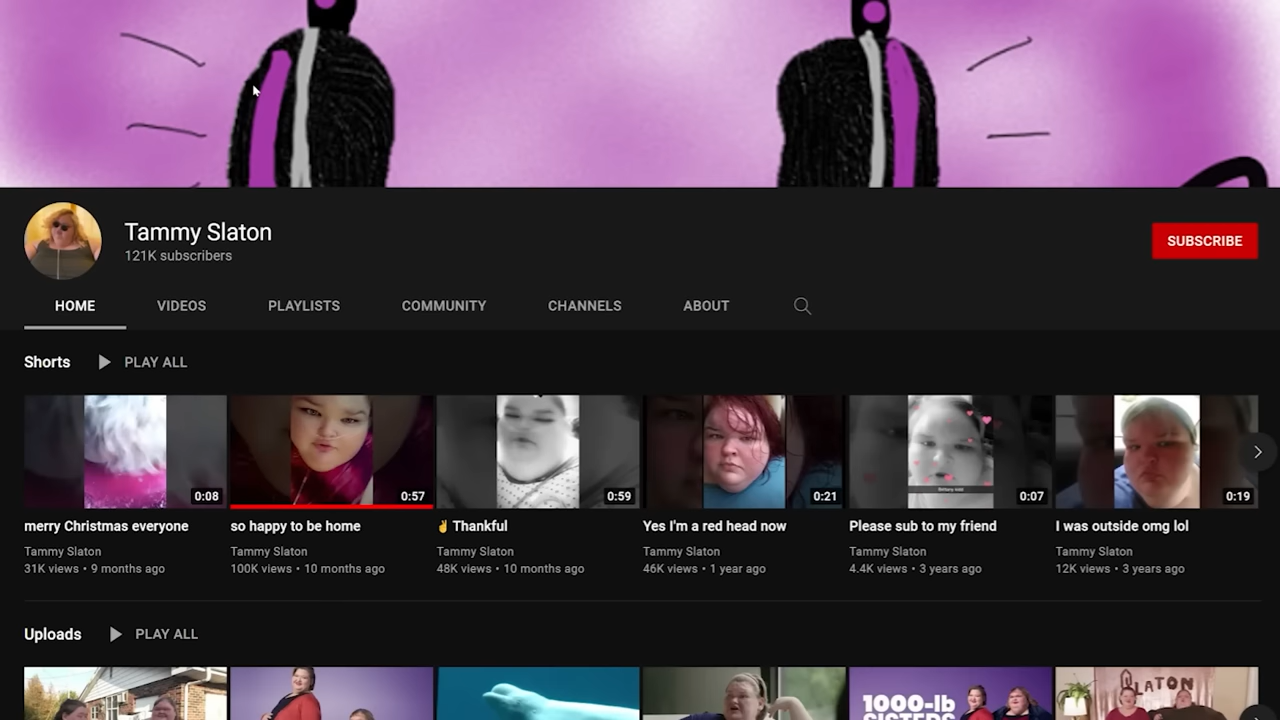 Tammy Slaton
121K subscribers
SUBSCRIBE
HOME VIDEOS PLAYLISTS COMMUNITY CHANNELS ABOUT
Shorts PLAY ALL
0:08 0:57 0:59 0:21 0:07 0:19
merry Christmas everyone so happy to be home ✌ Thankful Yes I'm a red head now Please sub to my friend I was outside omg lol
Tammy Slaton Tammy Slaton Tammy Slaton Tammy Slaton Tammy Slaton Tammy Slaton
31K views • 9 months ago 100K views • 10 months ago 48K views • 10 months ago 46K views • 1 year ago 4.4K views • 3 years ago 12K views • 3 years ago
Uploads PLAY ALL
SLATON
1000-lb
SISTERS